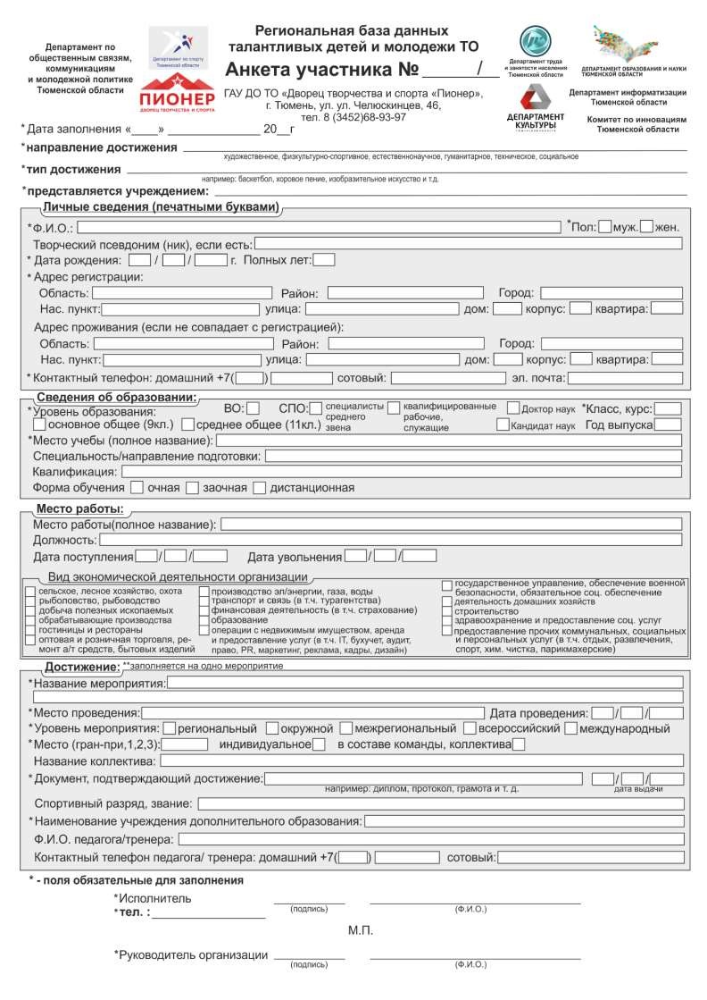 Департамент по
общественным связям,
коммуникациям
и молодежной политике
Тюменской области
Департамент по спорту
Тюменской области
ПИОНЕР
ДВОРЕЦ ТВОРЧЕСТВА И СПОРТА
Региональная база данных
талантливых детей и молодежи ТО
Анкета участника № _______/__
ГАУ ДО ТО «Дворец творчества и спорта «Пионер»,
г. Тюмень, ул. ул. Челюскинцев, 46,
тел. 8 (3452)68-93-97
Департамент труда
и занятости населения
Тюменской области
ДЕПАРТАМЕНТ
КУЛЬТУРЫ
ДЕПАРТАМЕНТ ОБРАЗОВАНИЯ И НАУКИ
ТЮМЕНСКОЙ ОБЛАСТИ
Департамент информатизации
Тюменской области
Комитет по инновациям
Тюменской области
* Дата заполнения «____» ______________ 20__г
*направление достижения
художественное, физкультурно-спортивное, естественнонаучное, гуманитарное, техническое, социальное
*тип достижения
например: баскетбол, хоровое пение, изобразительное искусство и т.д.
*представляется учреждением:
Личные сведения (печатными буквами)
*Ф.И.О.: *Пол: муж. жен.
Творческий псевдоним (ник), если есть:
* Дата рождения: / / г. Полных лет:
* Адрес регистрации:
Область: Район: Город:
Нас. пункт: улица: дом: корпус: квартира:
Адрес проживания (если не совпадает с регистрацией):
Область: Район: Город:
Нас. пункт: улица: дом: корпус: квартира:
*Контактный телефон: домашний +7( ) сотовый: эл. почта:
Сведения об образовании:
*Уровень образования: ВО: СПО: специалисты среднего звена квалифицированные рабочие, служащие Доктор наук *Класс, курс:
основное общее (9кл.) среднее общее (11кл.) Кандидат наук Год выпуска
*Место учебы (полное название):
Специальность/направление подготовки:
Квалификация:
Форма обучения очная заочная дистанционная
Место работы:
Место работы(полное название):
Должность:
Дата поступления / / Дата увольнения / /
Вид экономической деятельности организации
сельское, лесное хозяйство, охота
рыболовство, рыбоводство
добыча полезных ископаемых
обрабатывающие производства
гостиницы и рестораны
оптовая и розничная торговля, ре-
монт а/т средств, бытовых изделий
производство эл/энергии, газа, воды
транспорт и связь (в т.ч. турагентства)
финансовая деятельность (в т.ч. страхование)
образование
операции с недвижимым имуществом, аренда
и предоставление услуг (в т.ч. IT, бухучет, аудит,
право, PR, маркетинг, реклама, кадры, дизайн)
государственное управление, обеспечение военной
безопасности, обязательное соц. обеспечение
деятельность домашних хозяйств
строительство
здравоохранение и предоставление соц. услуг
предоставление прочих коммунальных, социальных
и персональных услуг (в т.ч. отдых, развлечения,
спорт, хим. чистка, парикмахерские)
Достижение: **заполняется на одно мероприятие
*Название мероприятия:
*Место проведения: Дата проведения: / /
*Уровень мероприятия: региональный окружной межрегиональный всероссийский международный
*Место (гран-при,1,2,3): индивидуальное в составе команды, коллектива
Название коллектива:
*Документ, подтверждающий достижение: / /
например: диплом, протокол, грамота и т. д. дата выдачи
Спортивный разряд, звание:
*Наименование учреждения дополнительного образования:
Ф.И.О. педагога/тренера:
Контактный телефон педагога/ тренера: домашний +7( ) сотовый:
* - поля обязательные для заполнения
*Исполнитель
(подпись) (Ф.И.О.)
*тел. :
М.П.
*Руководитель организации
(подпись) (Ф.И.О.)